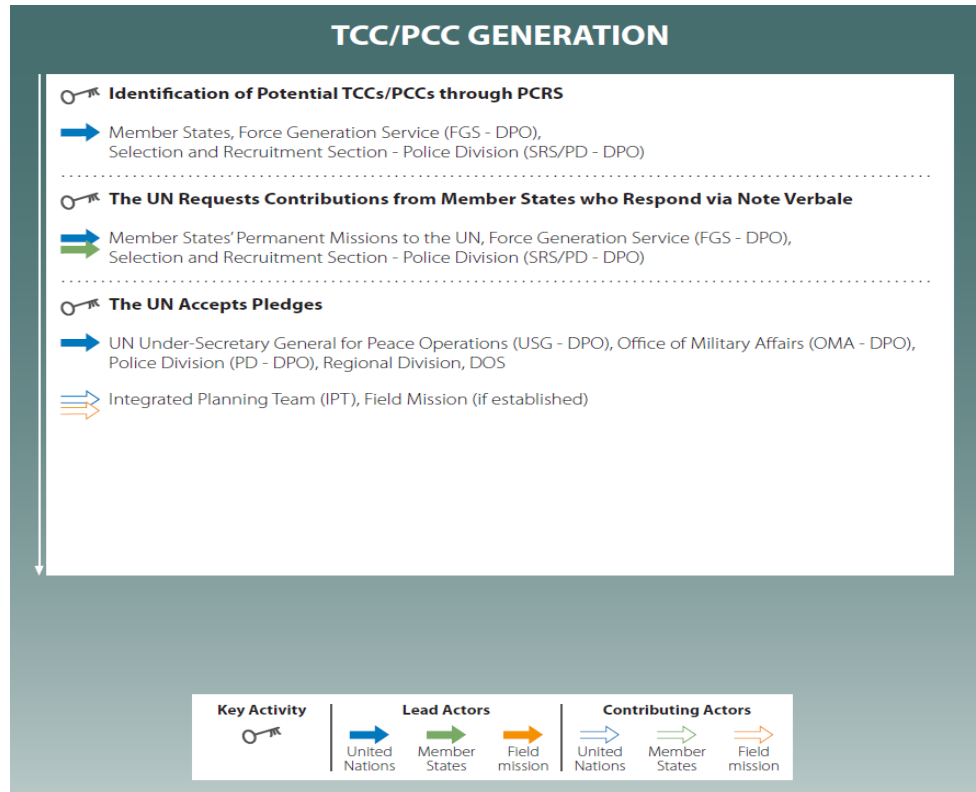 TCC/PCC GENERATION
Identification of Potential TCCs/PCCs through PCRS
Member States, Force Generation Service (FGS - DPO),
Selection and Recruitment Section - Police Division (SRS/PD - DPO)
The UN Requests Contributions from Member States who Respond via Note Verbale
Member States' Permanent Missions to the UN, Force Generation Service (FGS - DPO),
Selection and Recruitment Section - Police Division (SRS/PD - DPO)
The UN Accepts Pledges
UN Under-Secretary General for Peace Operations (USG - DPO), Office of Military Affairs (OMA - DPO),
Police Division (PD - DPO), Regional Division, DOS
Integrated Planning Team (IPT), Field Mission (if established)
Key Activity
Lead Actors
United
Nations
Member
States
Field
mission
Contributing Actors
United
Nations
Member
States
Field
mission